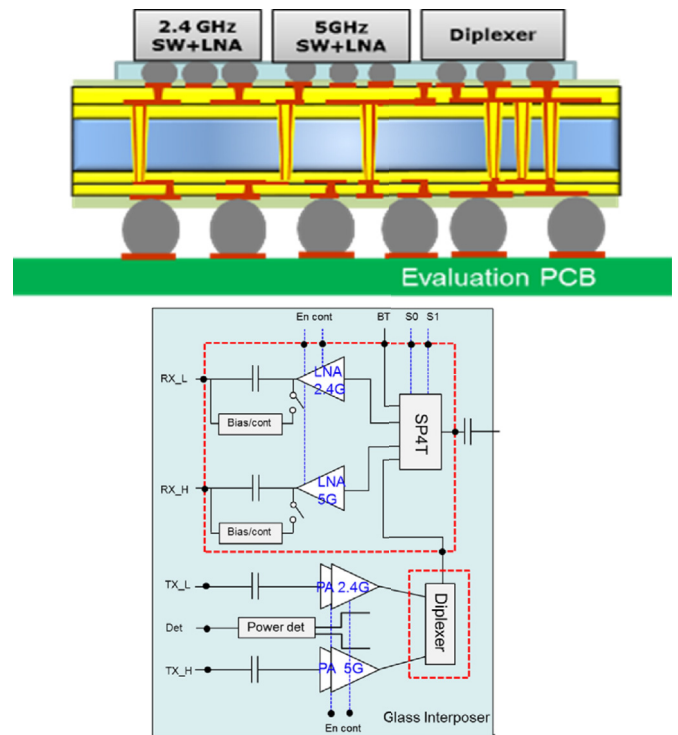 2.4 GHz
SW+LNA
5GHz
SW+LNA
Diplexer
Evaluation PCB
En cont
BT
S0
S1
RX_L
LNA
2.4G
Bias/cont
SP4T
RX_H
LNA
5G
Bias/cont
TX_L
PA 2.4G
Det
Power det
Diplexer
TX_H
PA 5G
En cont
Glass Interposer